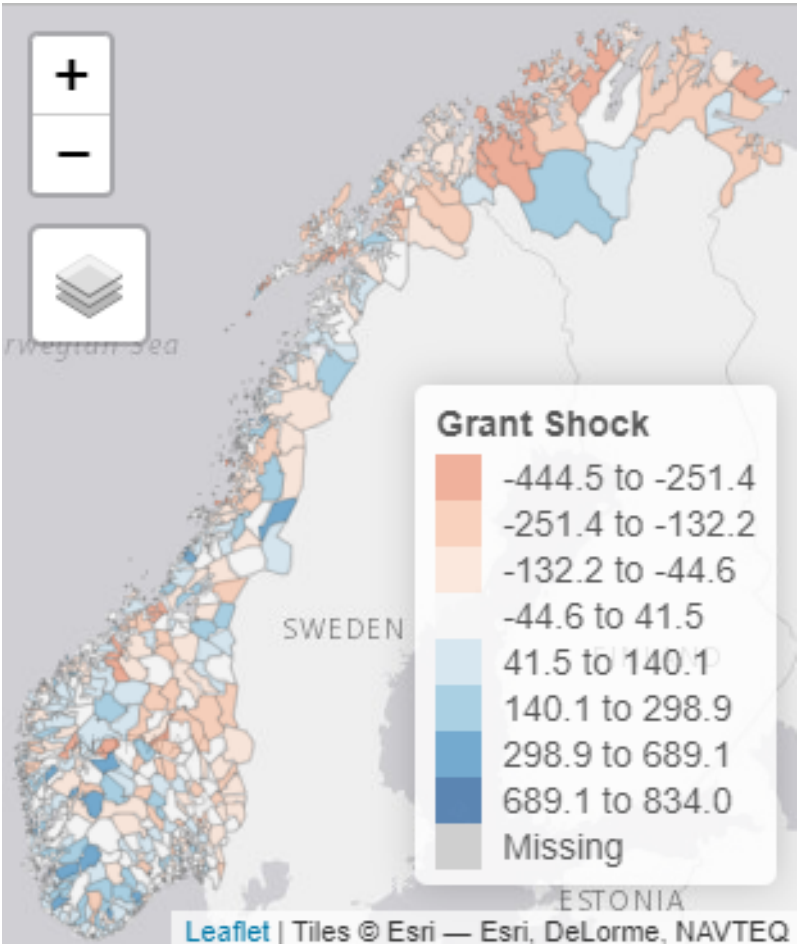 +
−
rwegian Sea
Grant Shock
-444.5 to -251.4
-251.4 to -132.2
-132.2 to -44.6
-44.6 to 41.5
41.5 to 140.1
140.1 to 298.9
298.9 to 689.1
689.1 to 834.0
Missing
SWEDEN
FINLAND
ESTONIA
Leaflet | Tiles © Esri — Esri, DeLorme, NAVTEQ